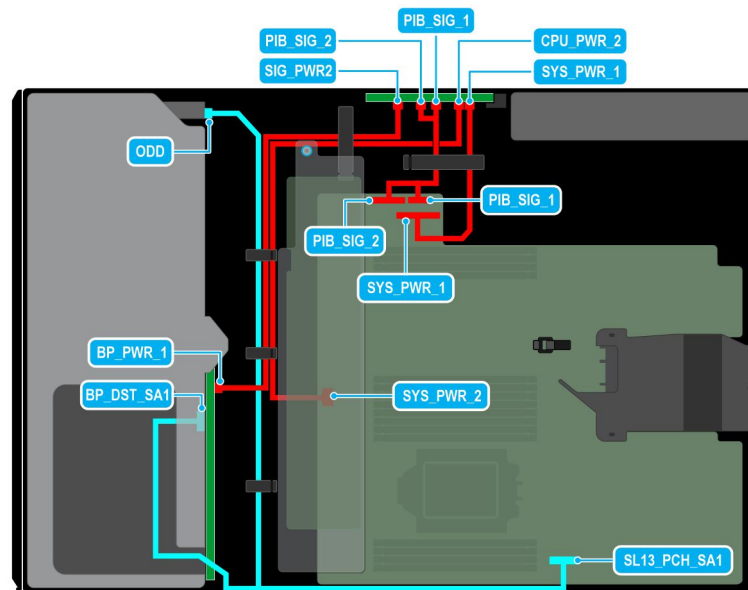 PIB_SIG_1
PIB_SIG_2
CPU_PWR_2
SIG_PWR2
SYS_PWR_1
ODD
PIB_SIG_1
PIB_SIG_2
SYS_PWR_1
BP_PWR_1
BP_DST_SA1
SYS_PWR_2
SL13_PCH_SA1